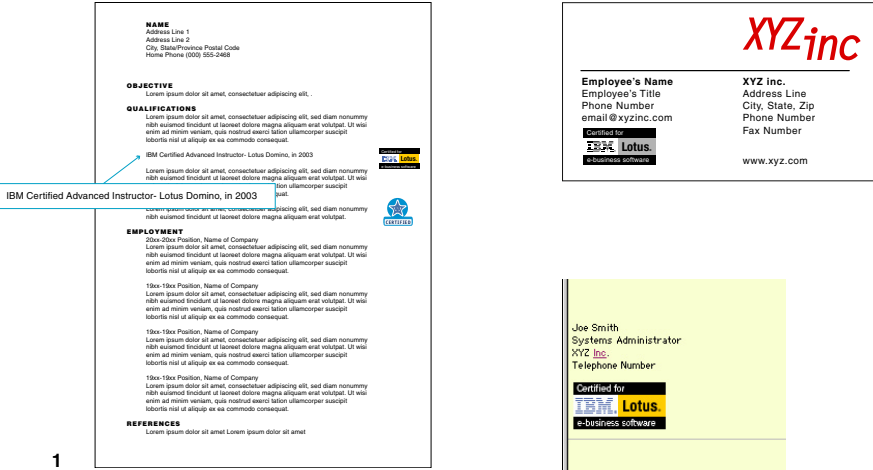 NAME
Address Line 1
Address Line 2
City, State/Province Postal Code
Home Phone (000) 555-2468
OBJECTIVE
Lorem ipsum dolor sit amet, consectetuer adipiscing elit, .
QUALIFICATIONS
Lorem ipsum dolor sit amet, consectetuer adipiscing elit, sed diam nonummy
nibh euismod tincidunt ut laoreet dolore magna aliquam erat volutpat. Ut wisi
enim ad minim veniam, quis nostrud exerci tation ullamcorper suscipit
lobortis nisl ut aliquip ex ea commodo consequat.
IBM Certified Advanced Instructor- Lotus Domino, in 2003
Certified for
IBM. Lotus.
e-business software
Lorem ipsum dolor sit amet, consectetuer adipiscing elit, sed diam nonummy
nibh euismod tincidunt ut laoreet dolore magna aliquam erat volutpat. Ut wisi
tation ullamcorper suscipit
quat.
IBM Certified Advanced Instructor- Lotus Domino, in 2003
Lorem ipsum dolor sit amet, consectetuer adipiscing elit, sed diam nonummy
nibh euismod tincidunt ut laoreet dolore magna aliquam erat volutpat.
CERTIFIED
EMPLOYMENT
20xx-20xx Position, Name of Company
Lorem ipsum dolor sit amet, consectetuer adipiscing elit, sed diam nonummy
nibh euismod tincidunt ut laoreet dolore magna aliquam erat volutpat. Ut wisi
enim ad minim veniam, quis nostrud exerci tation ullamcorper suscipit
lobortis nisl ut aliquip ex ea commodo consequat.
19xx-19xx Position, Name of Company
Lorem ipsum dolor sit amet, consectetuer adipiscing elit, sed diam nonummy
nibh euismod tincidunt ut laoreet dolore magna aliquam erat volutpat. Ut wisi
enim ad minim veniam, quis nostrud exerci tation ullamcorper suscipit
lobortis nisl ut aliquip ex ea commodo consequat.
19xx-19xx Position, Name of Company
Lorem ipsum dolor sit amet, consectetuer adipiscing elit, sed diam nonummy
nibh euismod tincidunt ut laoreet dolore magna aliquam erat volutpat. Ut wisi
enim ad minim veniam, quis nostrud exerci tation ullamcorper suscipit
lobortis nisl ut aliquip ex ea commodo consequat.
19xx-19xx Position, Name of Company
Lorem ipsum dolor sit amet, consectetuer adipiscing elit, sed diam nonummy
nibh euismod tincidunt ut laoreet dolore magna aliquam erat volutpat. Ut wisi
enim ad minim veniam, quis nostrud exerci tation ullamcorper suscipit
lobortis nisl ut aliquip ex ea commodo consequat.
REFERENCES
Lorem ipsum dolor sit amet Lorem ipsum dolor sit amet
1
XYZinc
Employee's Name
Employee's Title
Phone Number
email@xyzinc.com
Certified for
IBM. Lotus.
e-business software
XYZ inc.
Address Line
City, State, Zip
Phone Number
Fax Number
www.xyz.com
Joe Smith
Systems Administrator
XYZ Inc.
Telephone Number
Certified for
IBM. Lotus.
e-business software